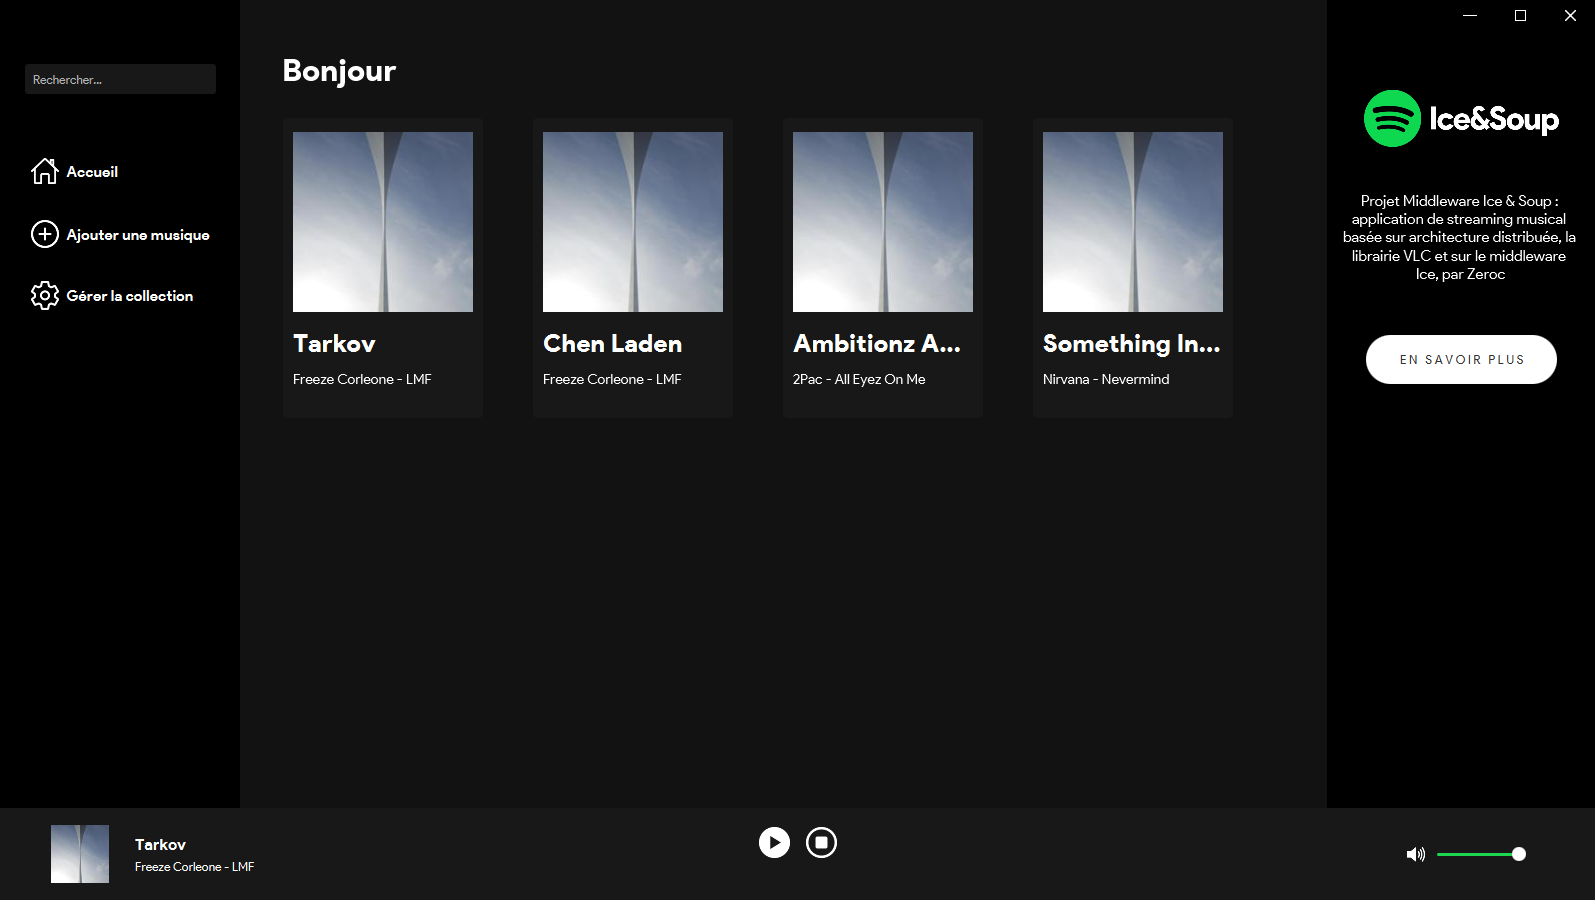 Rechercher...
Accueil
Ajouter une musique
Gérer la collection
Bonjour
Tarkov
Freeze Corleone - LMF
Chen Laden
Freeze Corleone - LMF
Ambitionz A...
2Pac - All Eyez On Me
Something In...
Nirvana - Nevermind
Ice&Soup
Projet Middleware Ice & Soup :
application de streaming musical
basée sur architecture distribuée, la
librairie VLC et sur le middleware
Ice, par Zeroc
EN SAVOIR PLUS
Tarkov
Freeze Corleone - LMF